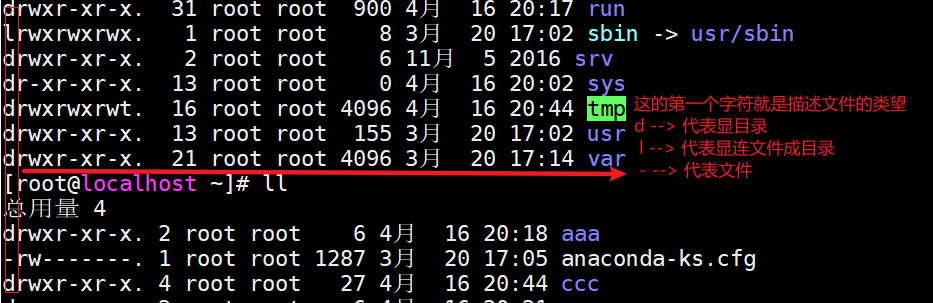 drwxr-xr-x. 31 root root 900 4月 16 20:17 run
lrwxrwxrwx. 1 root root 8 3月 20 17:02 sbin -> usr/sbin
drwxr-xr-x. 2 root root 6 11月 5 2016 srv
dr-xr-xr-x. 13 root root 0 4月 16 20:02 sys
drwxrwxrwt. 16 root root 4096 4月 16 20:44 tmp 这的第一个字符就是描述文件的类望
drwxr-xr-x. 13 root root 155 3月 20 17:02 usr d --> 代表显目录
drwxr-xr-x. 21 root root 4096 3月 20 17:14 var l --> 代表显连文件成目录
[root@localhost ~]# ll - --> 代表文件
总用量 4
drwxr-xr-x. 2 root root 6 4月 16 20:18 aaa
-rw-------. 1 root root 1287 3月 20 17:05 anaconda-ks.cfg
drwxr-xr-x. 4 root root 27 4月 16 20:44 ccc